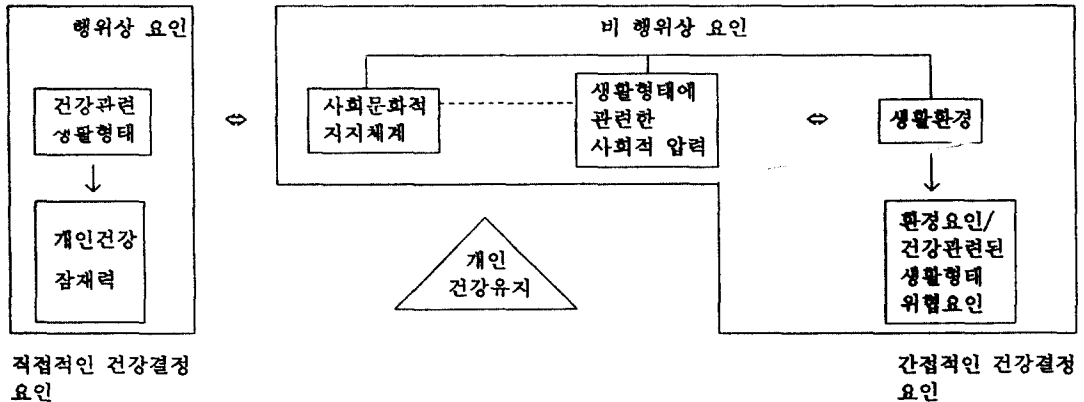 행위상 요인
건강관련
생활형태
개인건강
잠재력
직접적인 건강결정
요인
비 행위상 요인
사회문화적
지지체계
생활형태에
관련한
사회적 압력
생활환경
개인
건강유지
환경요인/
건강관련된
생활형태
위협요인
간접적인 건강결정
요인